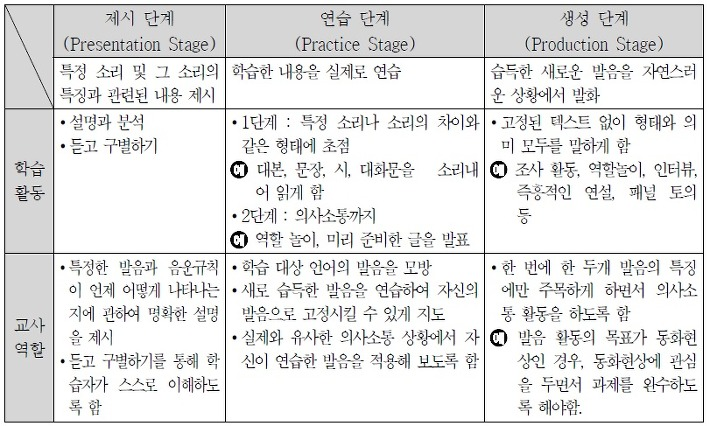 제시 단계
(Presentation Stage)
연습 단계
(Practice Stage)
생성 단계
(Production Stage)
특정 소리 및 그 소리의
특징과 관련된 내용 제시
학습한 내용을 실제로 연습
습득한 새로운 발음을 자연스러
운 상황에서 발화
학습
활동
• 설명과 분석
• 듣고 구별하기
• 1단계 : 특정 소리나 소리의 차이와
같은 형태에 초점
예 대본, 문장, 시, 대화문을 소리내
어 읽게 함
• 2단계 : 의사소통까지
예 역할 놀이, 미리 준비한 글을 발표
• 고정된 텍스트 없이 형태와 의
미 모두를 말하게 함
예 조사 활동, 역할놀이, 인터뷰,
즉흥적인 연설, 패널 토의
등
교사
역할
• 특정한 발음과 음운규칙
이 언제 어떻게 나타나는
지에 관하여 명확한 설명
을 제시
• 듣고 구별하기를 통해 학
습자가 스스로 이해하도
록 함
• 학습 대상 언어의 발음을 모방
• 새로 습득한 발음을 연습하여 자신의
발음으로 고정시킬 수 있게 지도
• 실제와 유사한 의사소통 상황에서 자
신이 연습한 발음을 적용해 보도록 함
• 한 번에 한 두개 발음의 특징
에만 주목하게 하면서 의사소
통 활동을 하도록 함
예 발음 활동의 목표가 동화현
상인 경우, 동화현상에 관심
을 두면서 과제를 완수하도
록 해야함.